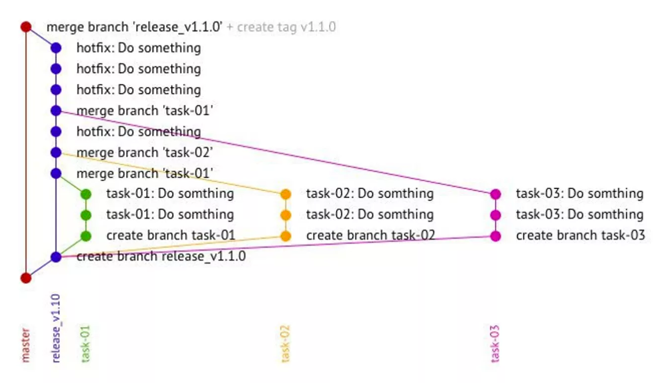 merge branch 'release_v1.1.0' + create tag v1.1.0
hotfix: Do something
hotfix: Do something
hotfix: Do something
merge branch 'task-01'
hotfix: Do something
merge branch 'task-02'
merge branch 'task-01'
task-01: Do somthing task-02: Do somthing task-03: Do somthing
task-01: Do somthing task-02: Do somthing task-03: Do somthing
create branch task-01 create branch task-02 create branch task-03
create branch release_v1.1.0
master
release_v1.10
task-01
task-02
task-03